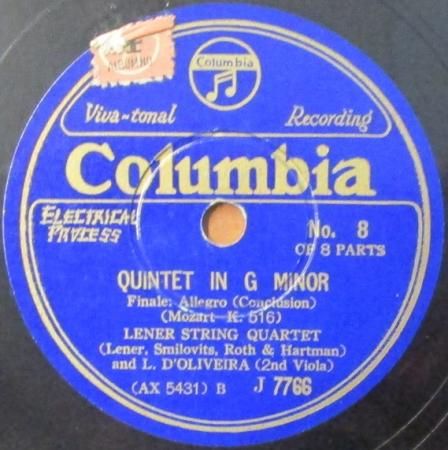 Columbia
Viva-tonal Recording
Columbia
ELECTRICAL
PROCESS
No. 8
OF 8 PARTS
QUINTET IN G MINOR
Finale: Allegro (Conclusion)
(Mozart—K. 516)
LENER STRING QUARTET
(Lener, Smilovits, Roth & Hartman)
and L. D'OLIVEIRA (2nd Viola)
(AX 5431) B J 7766